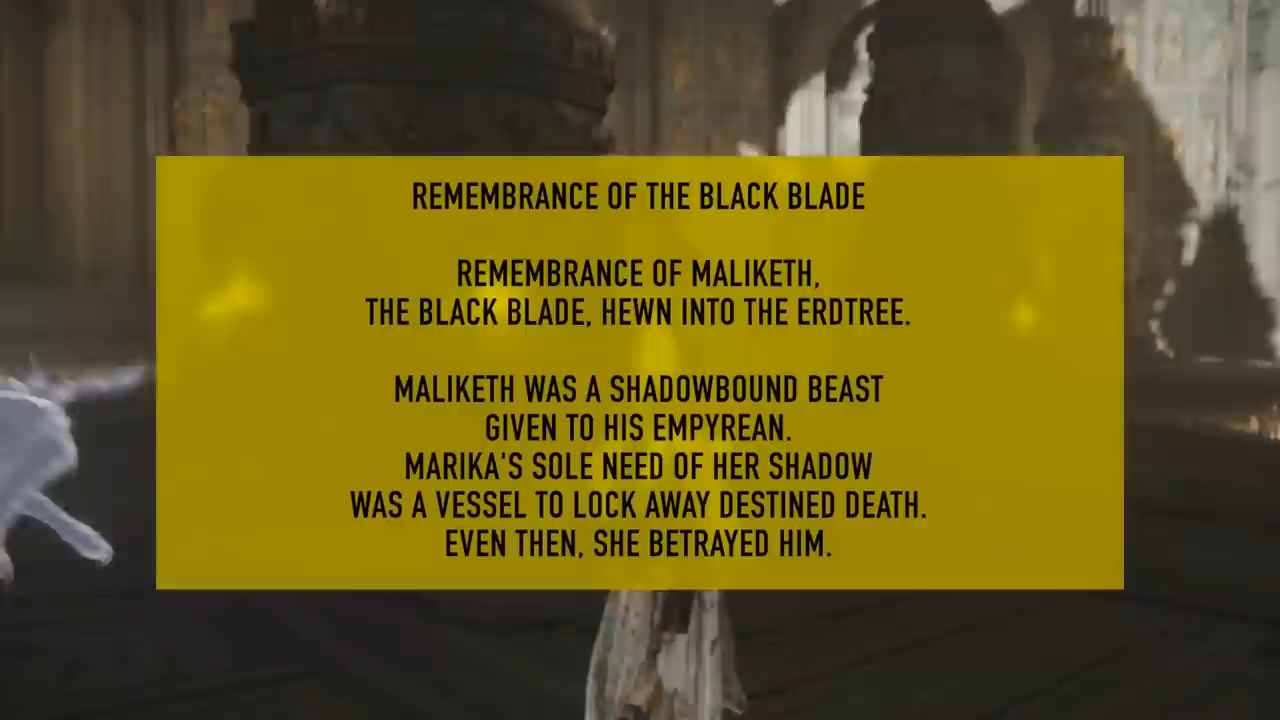 REMEMBRANCE OF THE BLACK BLADE
REMEMBRANCE OF MALIKETH,
THE BLACK BLADE, HEWN INTO THE ERDTREE.
MALIKETH WAS A SHADOWBOUND BEAST
GIVEN TO HIS EMPYREAN.
MARIKA'S SOLE NEED OF HER SHADOW
WAS A VESSEL TO LOCK AWAY DESTINED DEATH.
EVEN THEN, SHE BETRAYED HIM.